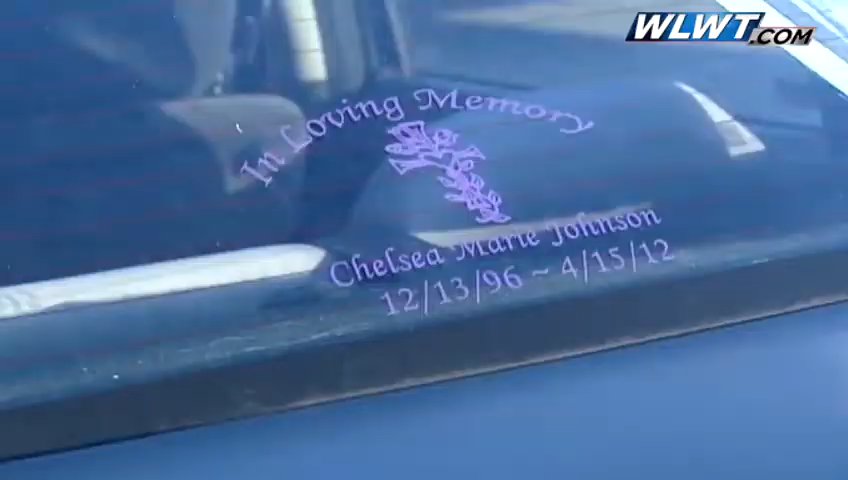 WLWT
.COM
In Loving Memory
Chelsea Marie Johnson
12/13/96 ~ 4/15/12